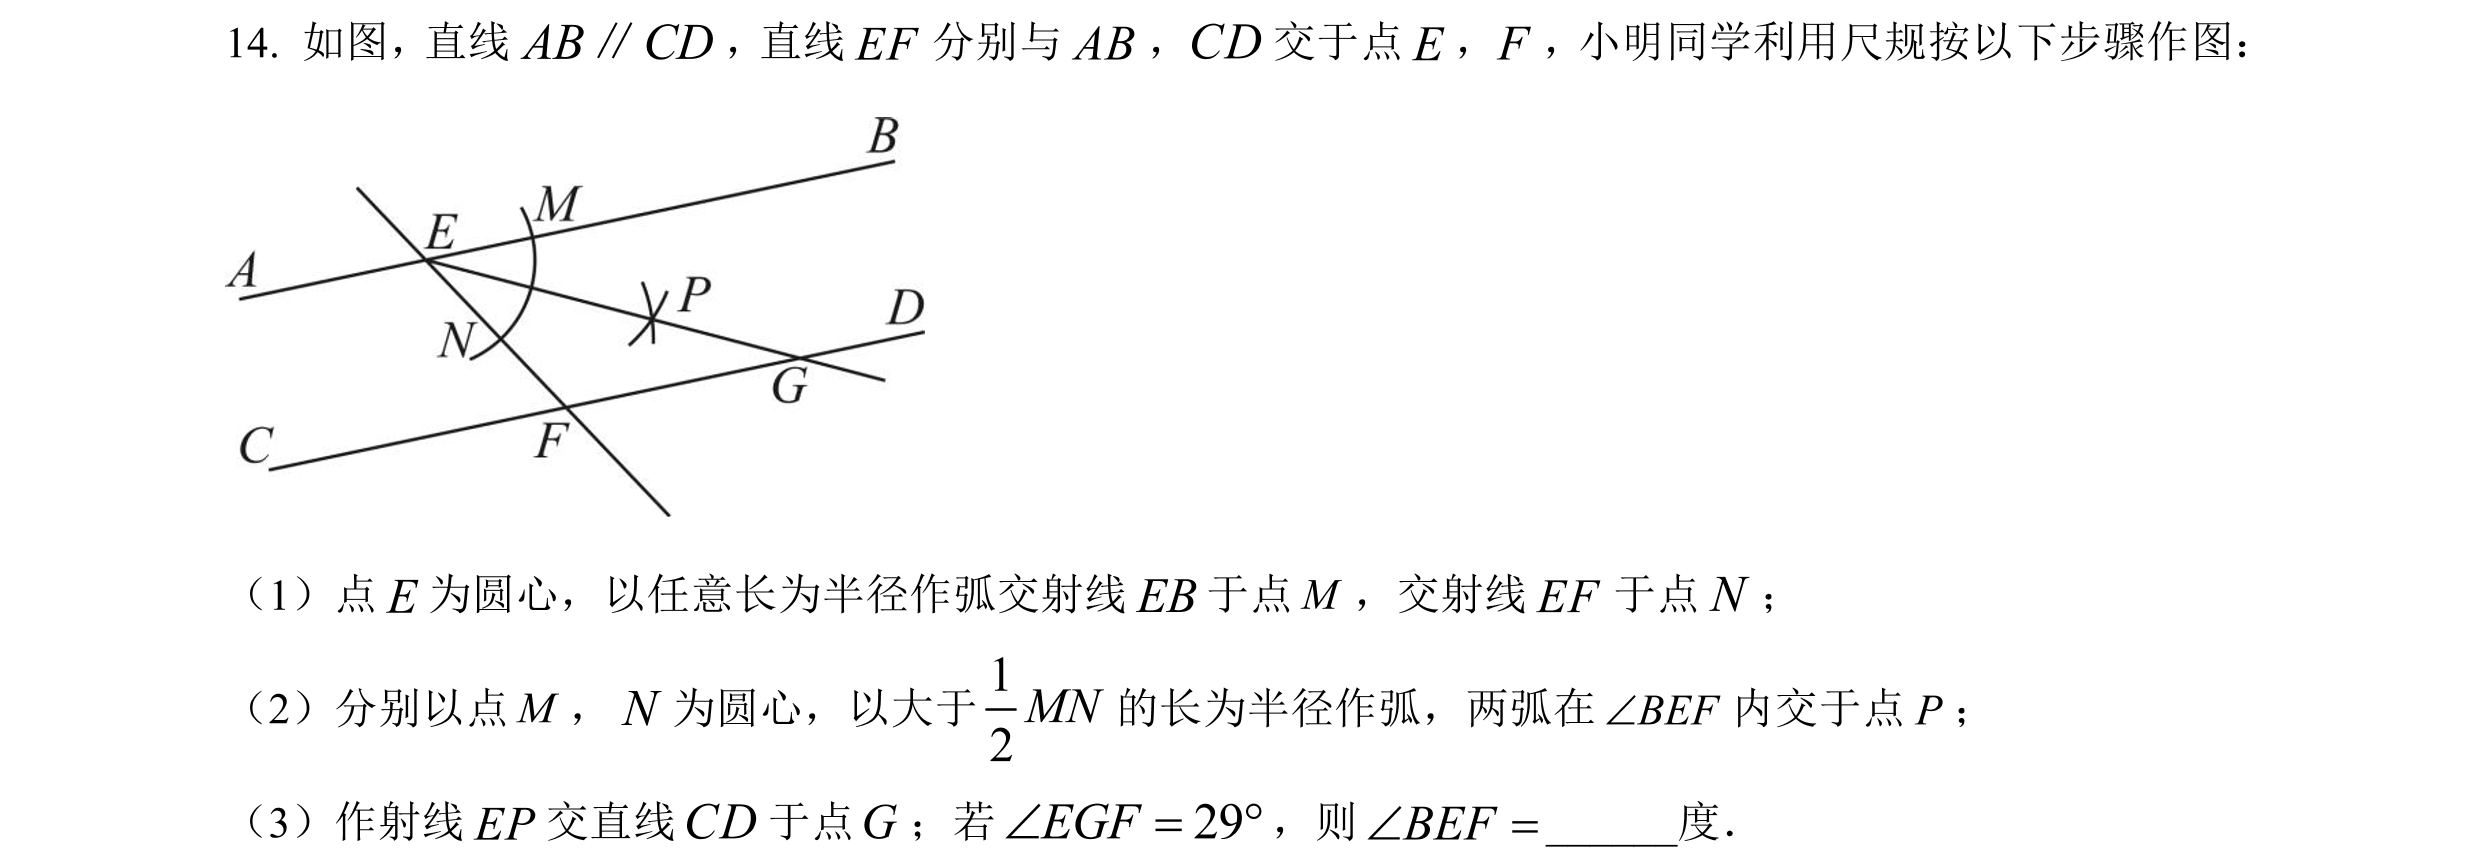 14. 如图，直线 AB // CD ，直线 EF 分别与 AB ，CD 交于点 E ，F ，小明同学利用尺规按以下步骤作图：
B
M
E
A
P
D
N
G
C
F
（1）点 E 为圆心，以任意长为半径作弧交射线 EB 于点 M ，交射线 EF 于点 N ；
（2）分别以点 M ， N 为圆心，以大于 1/2 MN 的长为半径作弧，两弧在 ∠BEF 内交于点 P ；
（3）作射线 EP 交直线 CD 于点 G ；若 ∠EGF = 29° ，则 ∠BEF = ______度．